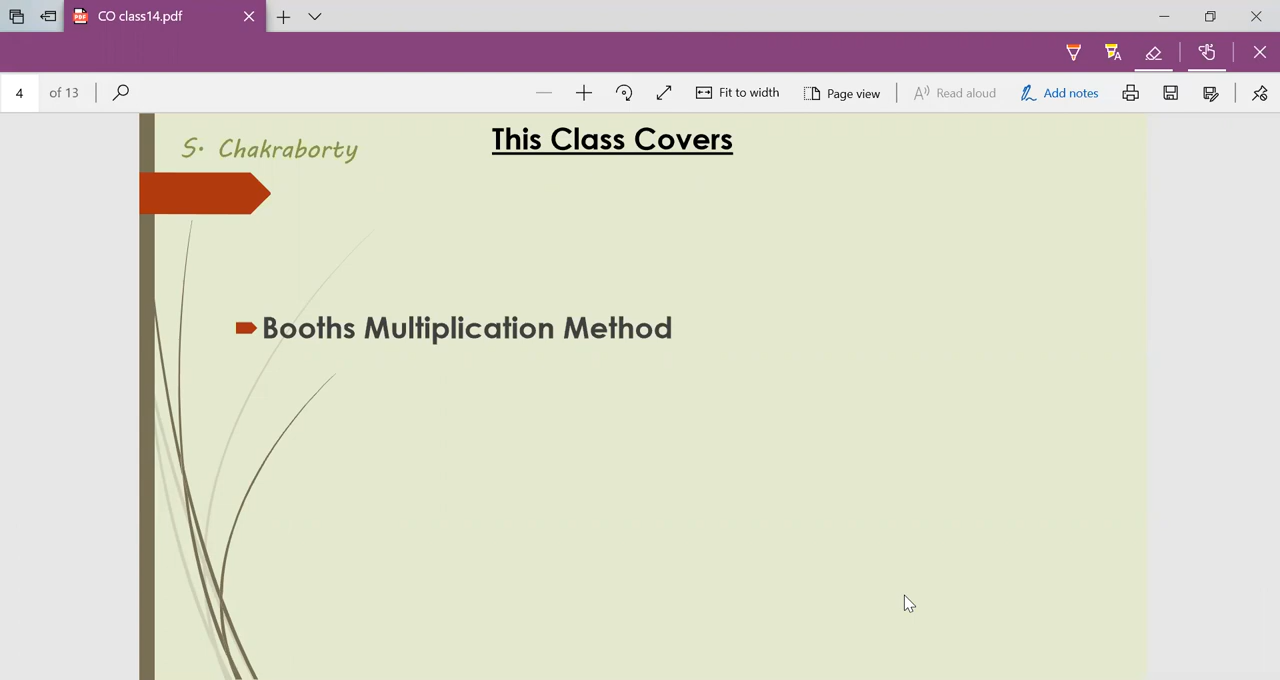 CO class14.pdf
4 of 13
Fit to width
Page view
Read aloud
Add notes
S. Chakraborty
This Class Covers
Booths Multiplication Method